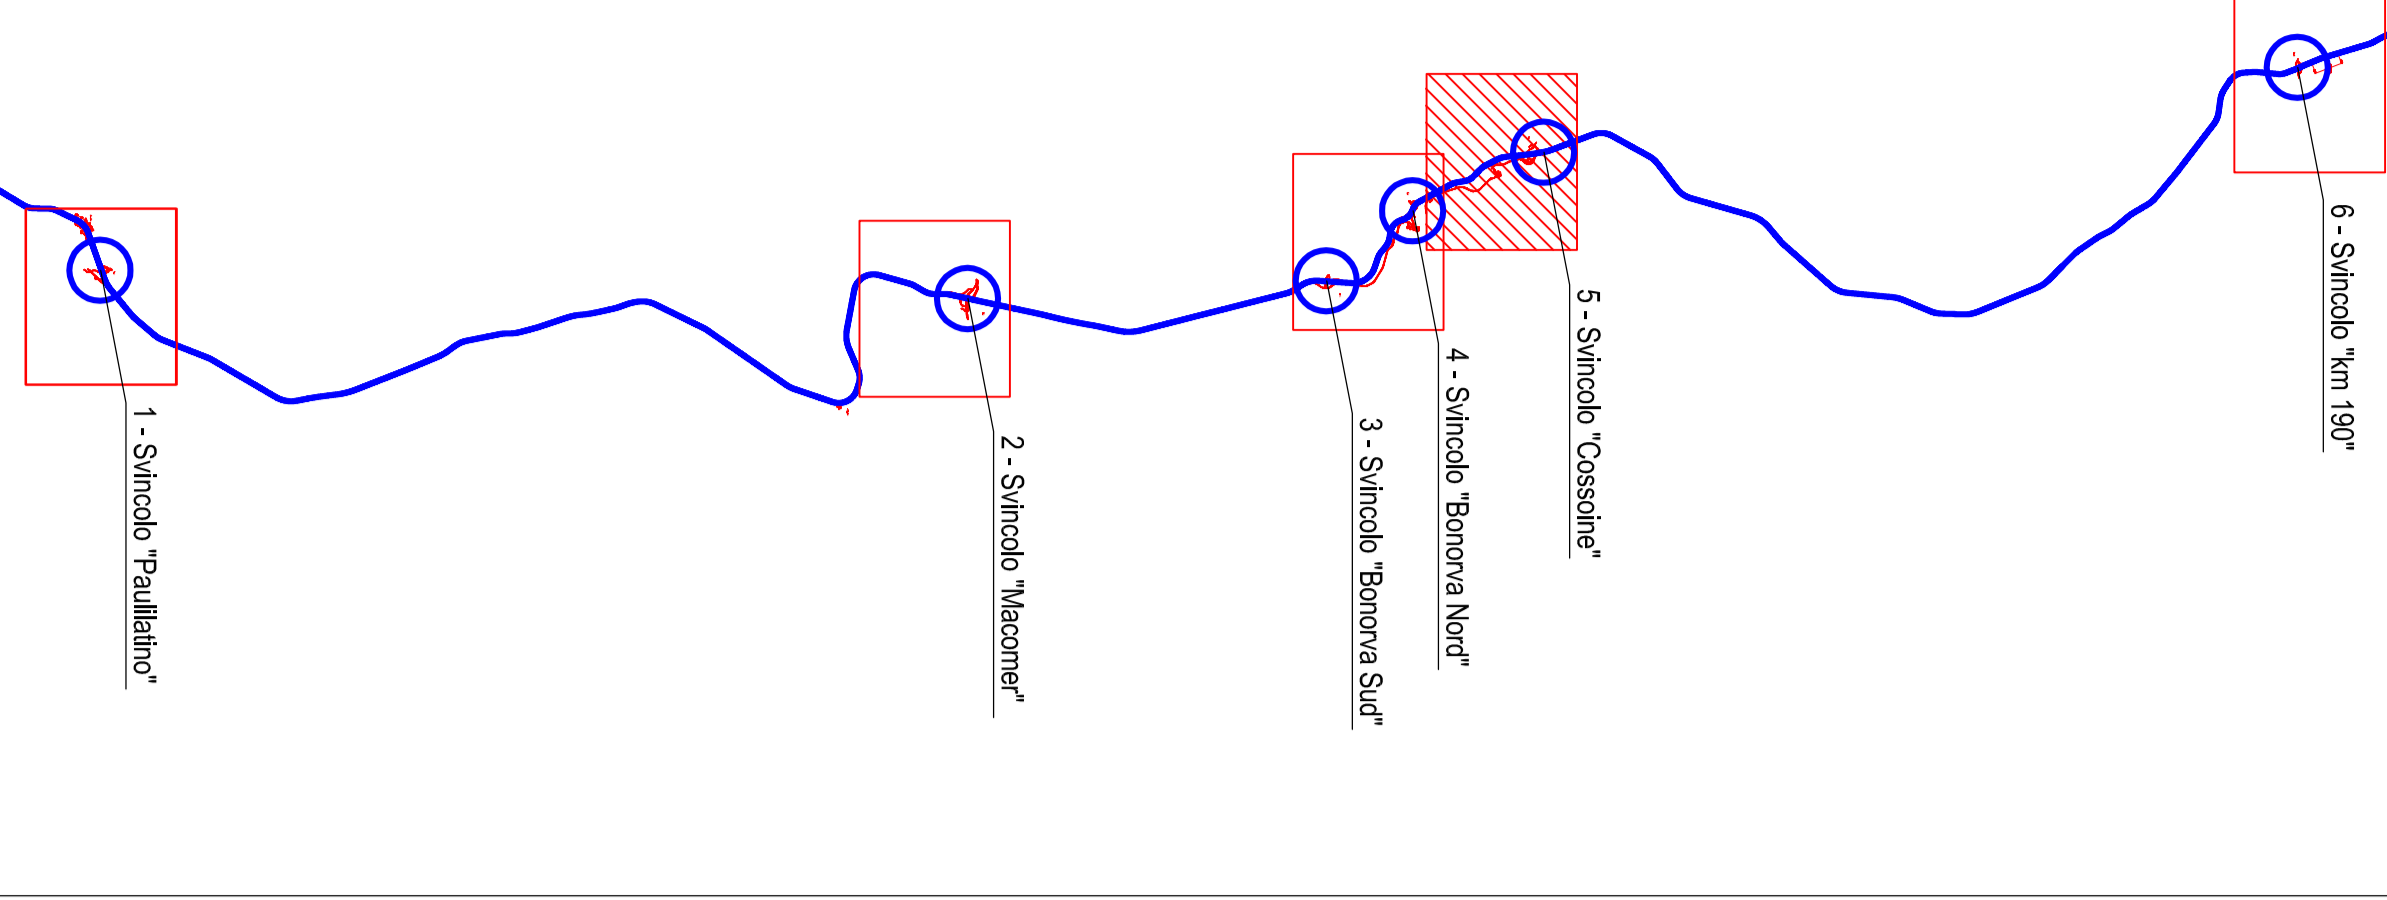 1 - Svincolo "Paulilatino"
2 - Svincolo "Macomer"
3 - Svincolo "Bonorva Sud"
4 - Svincolo "Bonorva Nord"
5 - Svincolo "Cossoine"
6 - Svincolo "km 190"